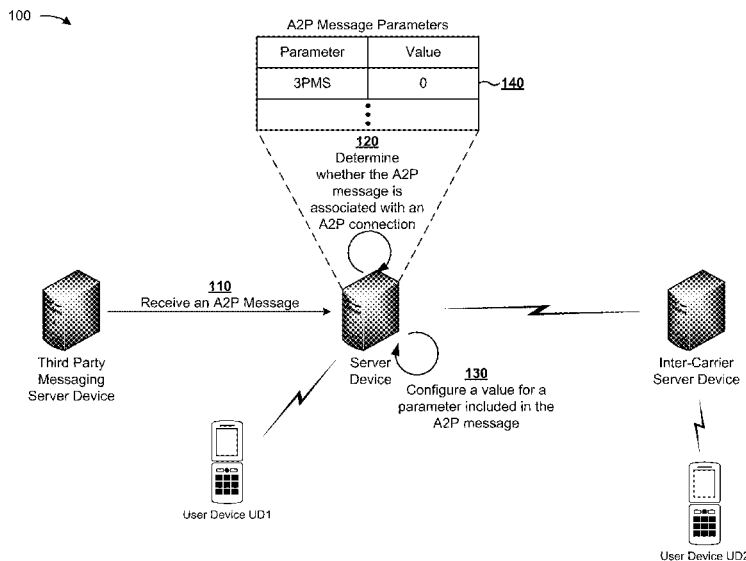 100
A2P Message Parameters
Parameter
Value
3PMS
0
140
120
Determine
whether the A2P
message is
associated with an
A2P connection
110
Receive an A2P Message
Third Party
Messaging
Server Device
Server
Device
130
Configure a value for a
parameter included in the
A2P message
Inter-Carrier
Server Device
User Device UD1
User Device UD2